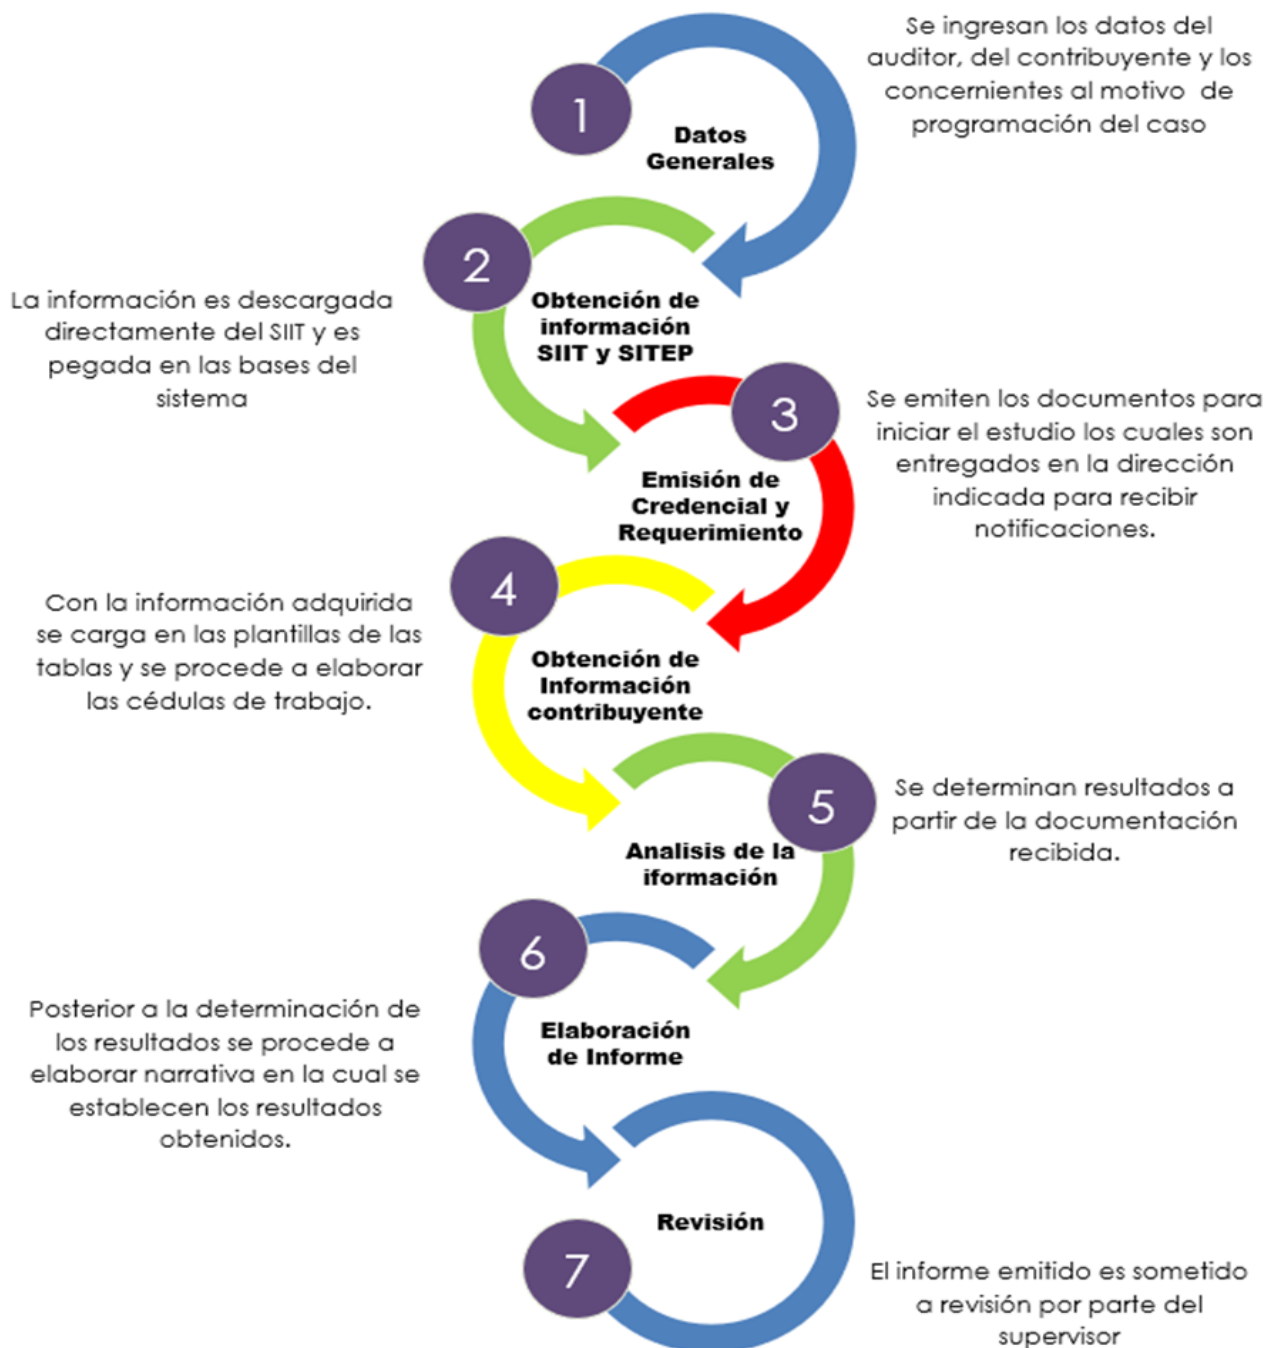 1
Datos
Generales
Se ingresan los datos del
auditor, del contribuyente y los
concernientes al motivo de
programación del caso
2
Obtención de
información
SIIT y SITEP
La información es descargada
directamente del SIIT y es
pegada en las bases del
sistema
3
Emisión de
Credencial y
Requerimiento
Se emiten los documentos para
iniciar el estudio los cuales son
entregados en la dirección
indicada para recibir
notificaciones.
4
Obtención de
Información
contribuyente
Con la información adquirida
se carga en las plantillas de las
tablas y se procede a elaborar
las cédulas de trabajo.
5
Analisis de la
iformación
Se determinan resultados a
partir de la documentación
recibida.
6
Elaboración
de Informe
Posterior a la determinación de
los resultados se procede a
elaborar narrativa en la cual se
establecen los resultados
obtenidos.
7
Revisión
El informe emitido es sometido
a revisión por parte del
supervisor